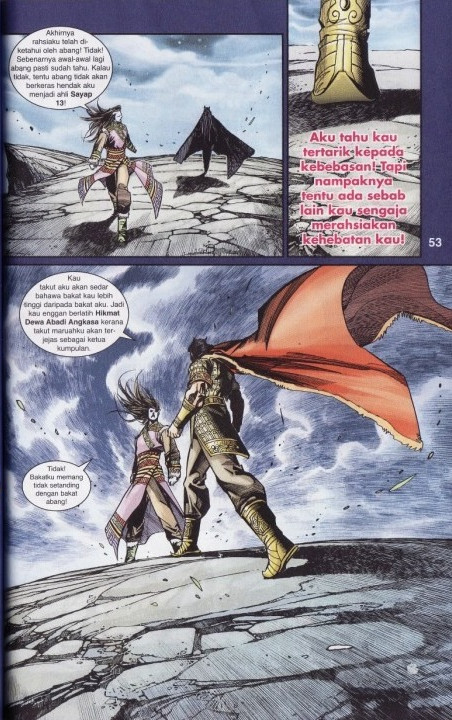 Akhirnya
rahsiaku telah di-
ketahui oleh abang! Tidak!
Sebenarnya awal-awal lagi
abang pasti sudah tahu. Kalau
tidak, tentu abang tidak akan
berkeras hendak aku
menjadi ahli Sayap
13!
Aku tahu kau
tertarik kepada
kebebasan! Tapi
nampaknya
tentu ada sebab
lain kau sengaja
merahsiakan
kehebatan kau!
53
Kau
takut aku akan sedar
bahawa bakat kau lebih
tinggi daripada bakat aku. Jadi
kau enggan berlatih Hikmat
Dewa Abadi Angkasa kerana
takut maruahku akan ter-
jejas sebagai ketua
kumpulan.
Tidak!
Bakatku memang
tidak setanding
dengan bakat
abang!